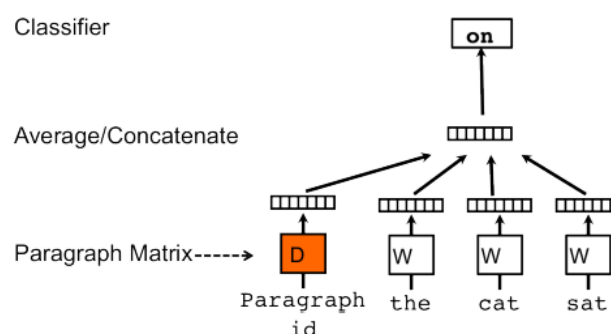 Classifier
on
Average/Concatenate
Paragraph Matrix
D
W
W
W
Paragraph
id
the
cat
sat